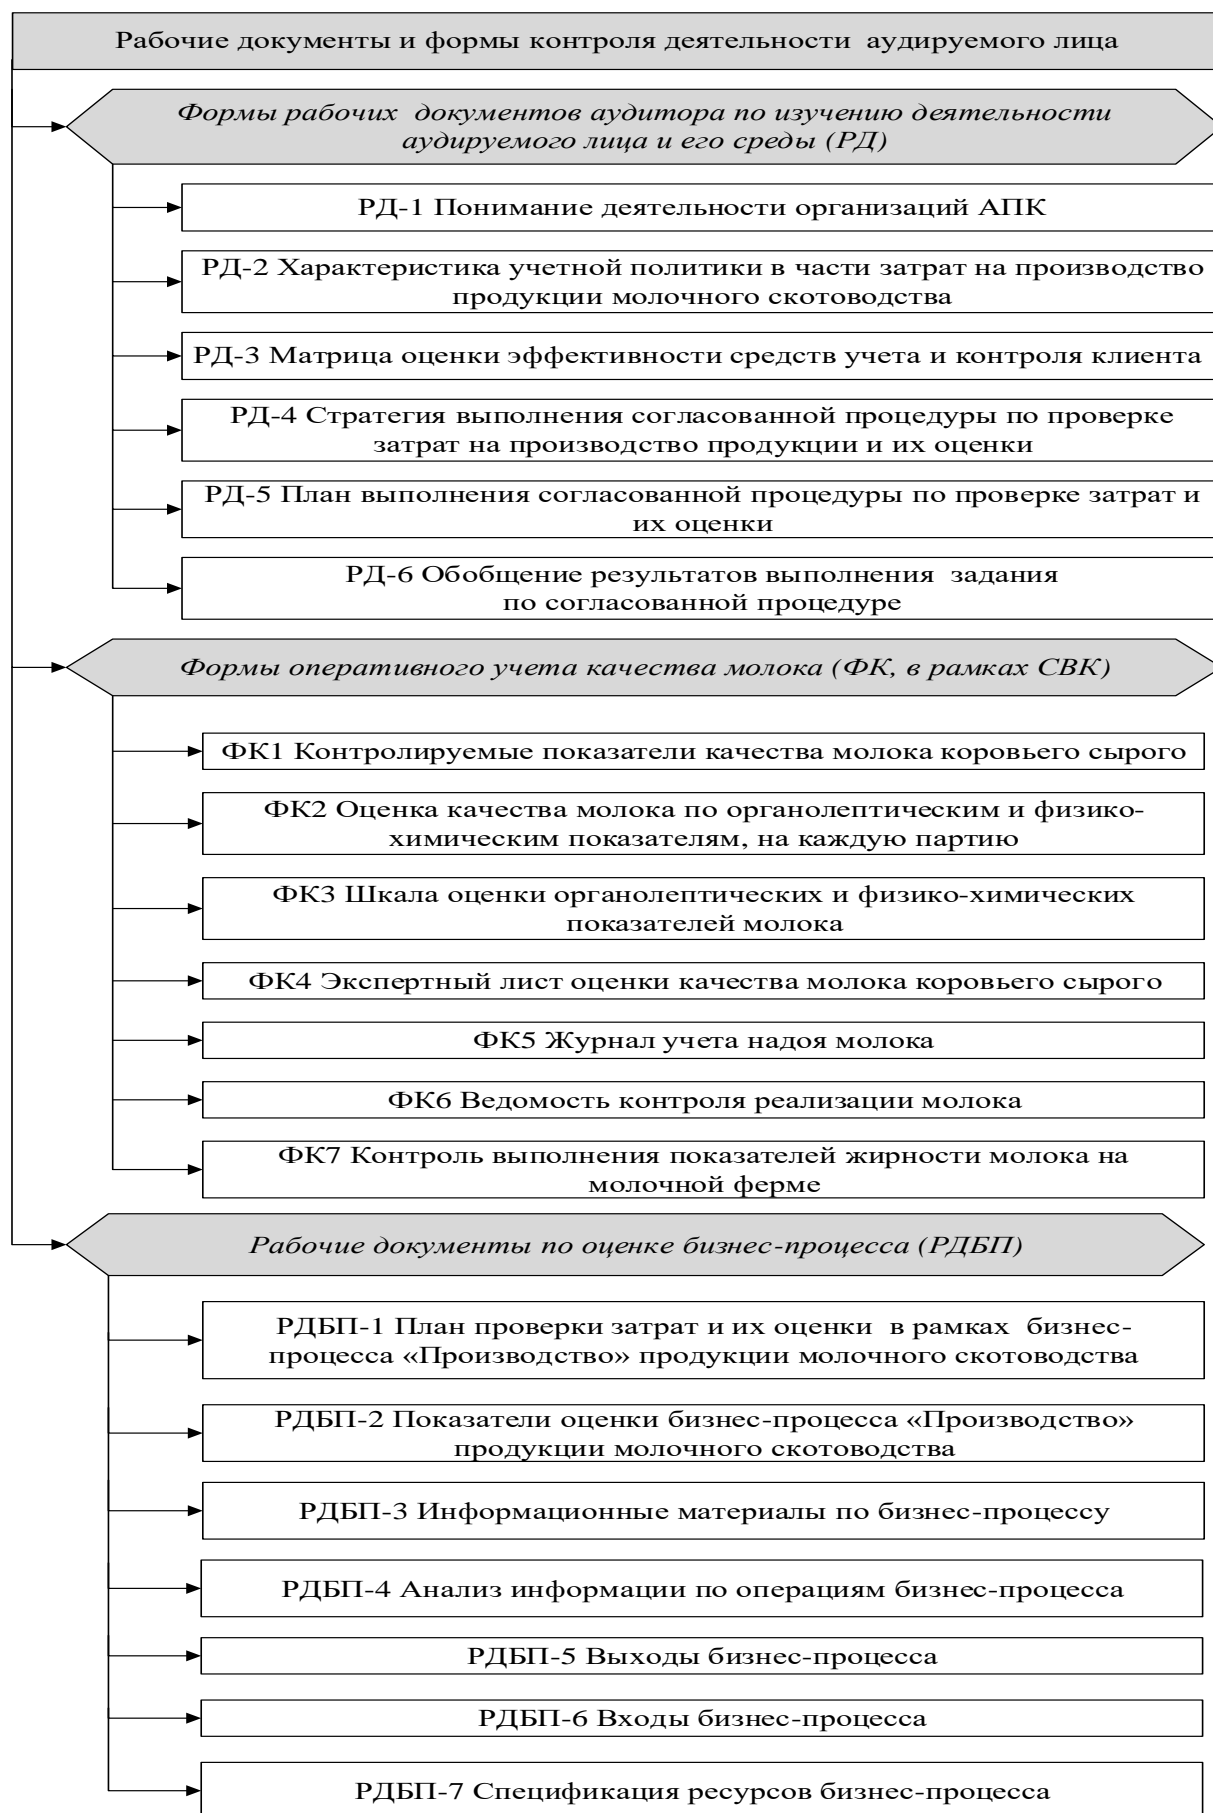 Рабочие документы и формы контроля деятельности аудируемого лица
Формы рабочих документов аудитора по изучению деятельности
аудируемого лица и его среды (РД)
РД-1 Понимание деятельности организаций АПК
РД-2 Характеристика учетной политики в части затрат на производство
продукции молочного скотоводства
РД-3 Матрица оценки эффективности средств учета и контроля клиента
РД-4 Стратегия выполнения согласованной процедуры по проверке
затрат на производство продукции и их оценки
РД-5 План выполнения согласованной процедуры по проверке затрат и
их оценки
РД-6 Обобщение результатов выполнения задания
по согласованной процедуре
Формы оперативного учета качества молока (ФК, в рамках СВК)
ФК1 Контролируемые показатели качества молока коровьего сырого
ФК2 Оценка качества молока по органолептическим и физико-
химическим показателям, на каждую партию
ФК3 Шкала оценки органолептических и физико-химических
показателей молока
ФК4 Экспертный лист оценки качества молока коровьего сырого
ФК5 Журнал учета надоя молока
ФК6 Ведомость контроля реализации молока
ФК7 Контроль выполнения показателей жирности молока на
молочной ферме
Рабочие документы по оценке бизнес-процесса (РДБП)
РДБП-1 План проверки затрат и их оценки в рамках бизнес-
процесса «Производство» продукции молочного скотоводства
РДБП-2 Показатели оценки бизнес-процесса «Производство»
продукции молочного скотоводства
РДБП-3 Информационные материалы по бизнес-процессу
РДБП-4 Анализ информации по операциям бизнес-процесса
РДБП-5 Выходы бизнес-процесса
РДБП-6 Входы бизнес-процесса
РДБП-7 Спецификация ресурсов бизнес-процесса